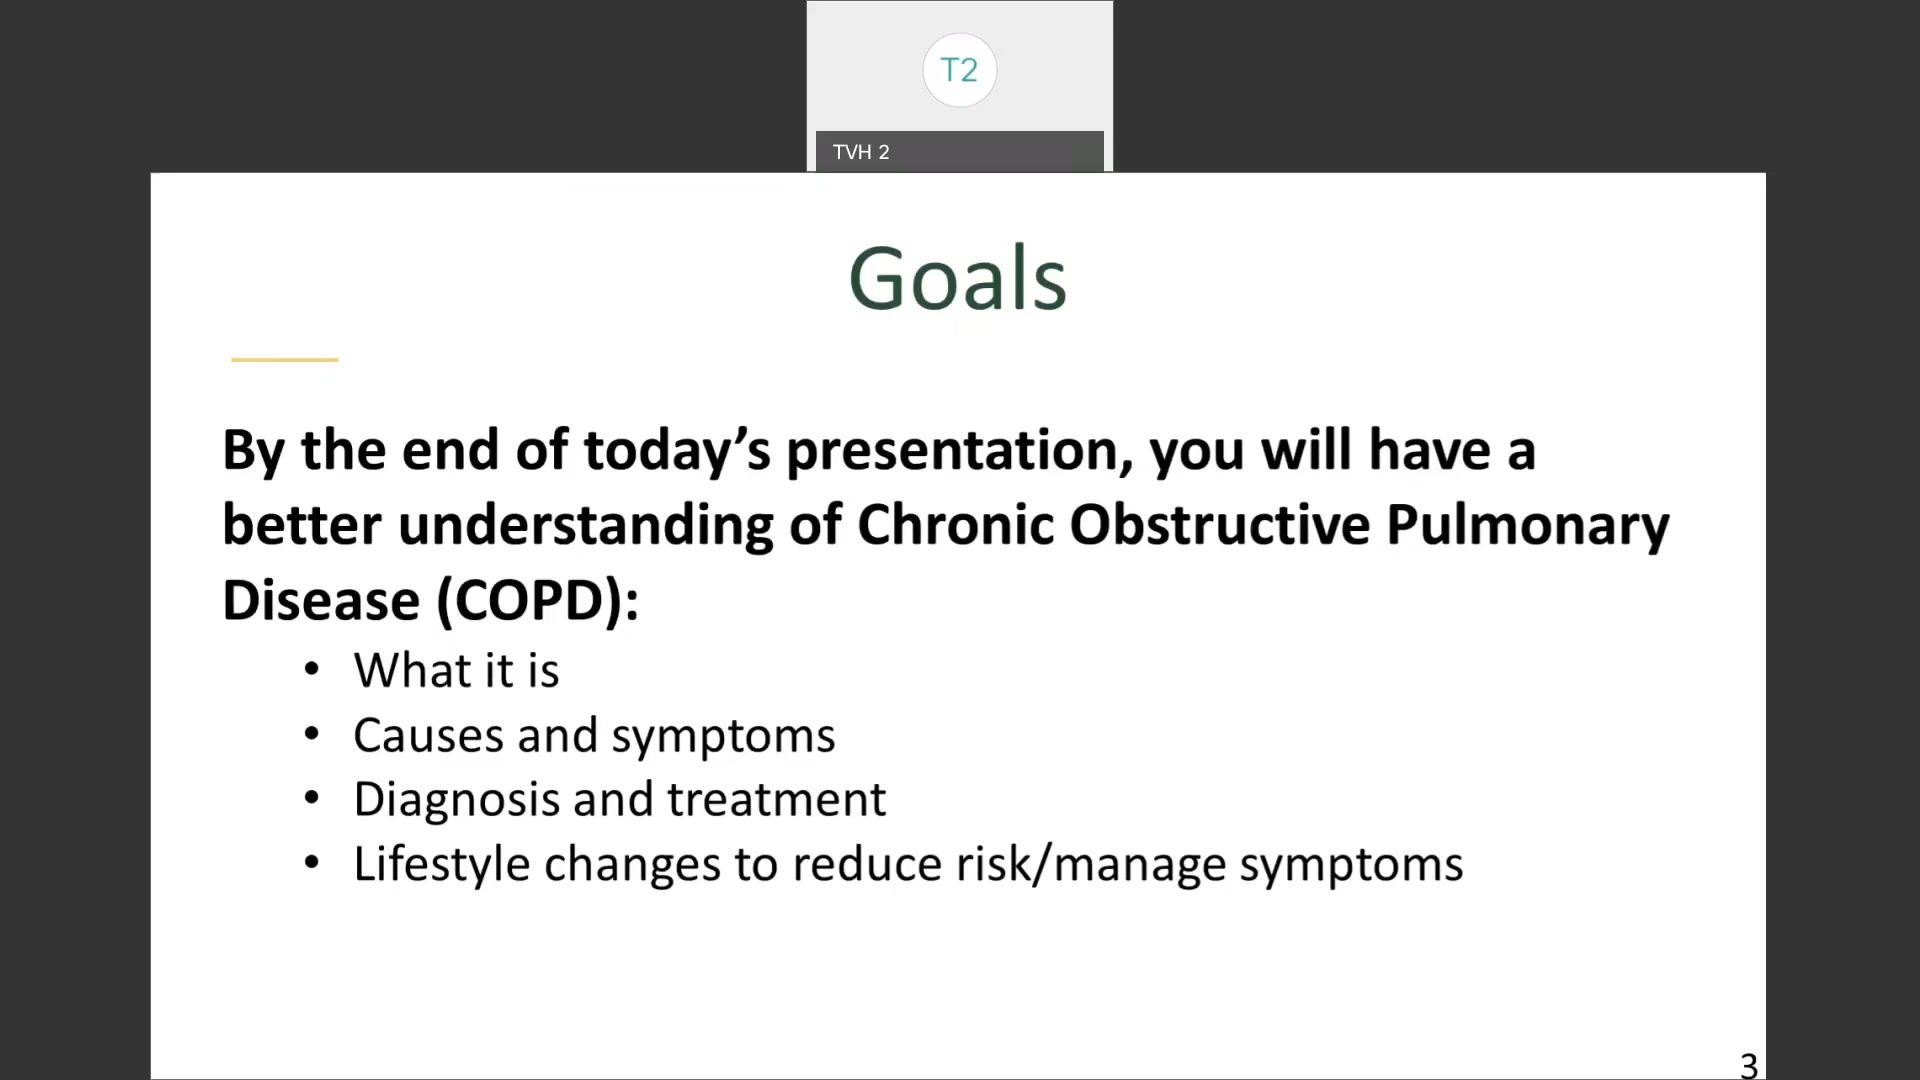 T2
TVH 2
Goals
By the end of today’s presentation, you will have a
better understanding of Chronic Obstructive Pulmonary
Disease (COPD):
• What it is
• Causes and symptoms
• Diagnosis and treatment
• Lifestyle changes to reduce risk/manage symptoms
3